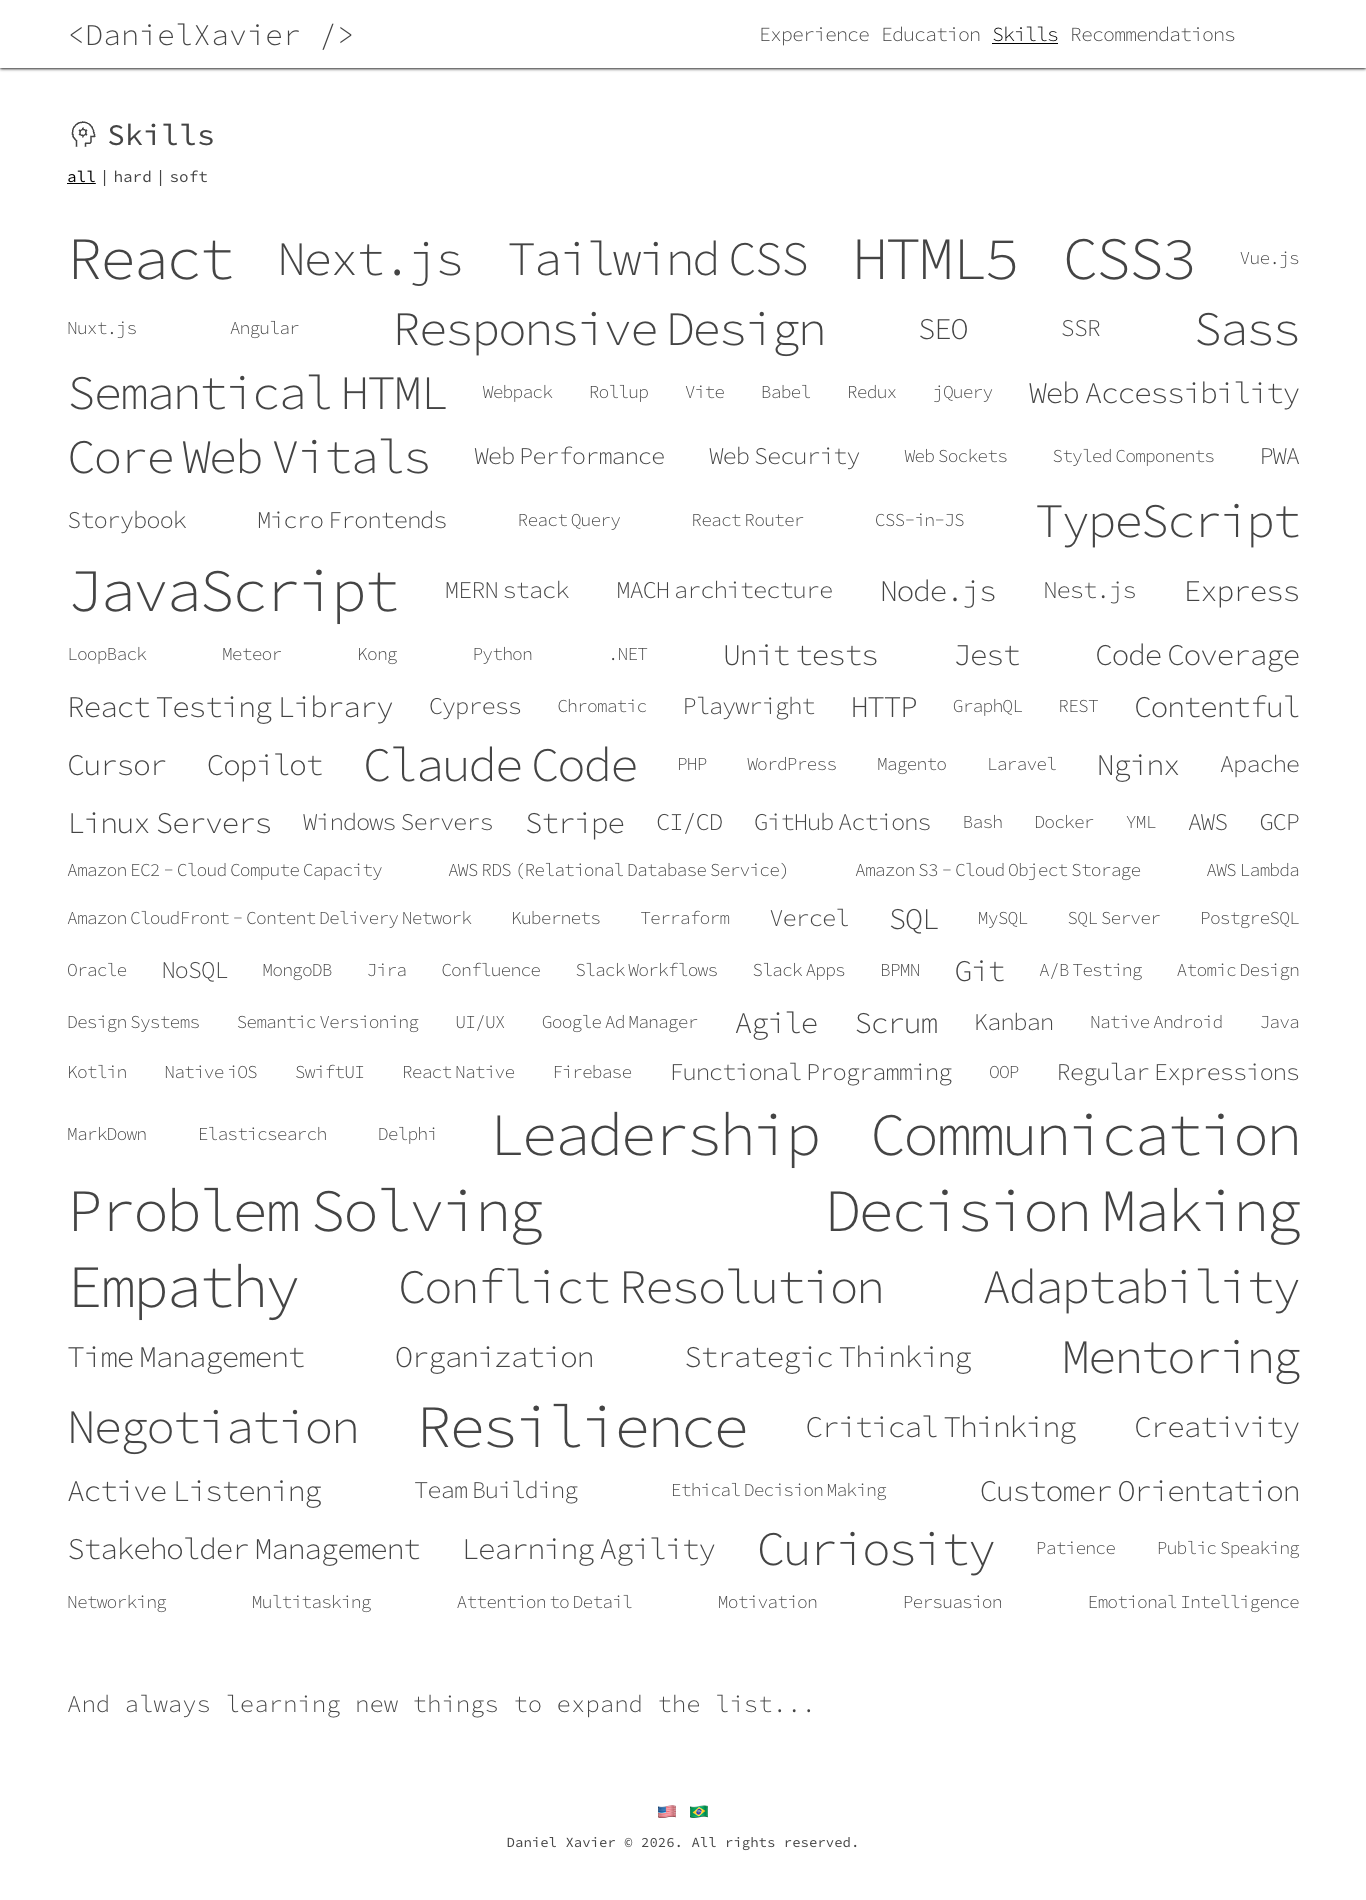 <DanielXavier /> Experience Education Skills Recommendations
Skills
all | hard | soft
React Next.js Tailwind CSS HTML5 CSS3 Vue.js
Nuxt.js Angular Responsive Design SEO SSR Sass
Semantical HTML Webpack Rollup Vite Babel Redux jQuery Web Accessibility
Core Web Vitals Web Performance Web Security Web Sockets Styled Components PWA
Storybook Micro Frontends React Query React Router CSS-in-JS TypeScript
JavaScript MERN stack MACH architecture Node.js Nest.js Express
LoopBack Meteor Kong Python .NET Unit tests Jest Code Coverage
React Testing Library Cypress Chromatic Playwright HTTP GraphQL REST Contentful
Cursor Copilot Claude Code PHP WordPress Magento Laravel Nginx Apache
Linux Servers Windows Servers Stripe CI/CD GitHub Actions Bash Docker YML AWS GCP
Amazon EC2 - Cloud Compute Capacity AWS RDS (Relational Database Service) Amazon S3 - Cloud Object Storage AWS Lambda
Amazon CloudFront - Content Delivery Network Kubernets Terraform Vercel SQL MySQL SQL Server PostgreSQL
Oracle NoSQL MongoDB Jira Confluence Slack Workflows Slack Apps BPMN Git A/B Testing Atomic Design
Design Systems Semantic Versioning UI/UX Google Ad Manager Agile Scrum Kanban Native Android Java
Kotlin Native iOS SwiftUI React Native Firebase Functional Programming OOP Regular Expressions
MarkDown Elasticsearch Delphi Leadership Communication
Problem Solving Decision Making
Empathy Conflict Resolution Adaptability
Time Management Organization Strategic Thinking Mentoring
Negotiation Resilience Critical Thinking Creativity
Active Listening Team Building Ethical Decision Making Customer Orientation
Stakeholder Management Learning Agility Curiosity Patience Public Speaking
Networking Multitasking Attention to Detail Motivation Persuasion Emotional Intelligence
And always learning new things to expand the list...
Daniel Xavier © 2026. All rights reserved.